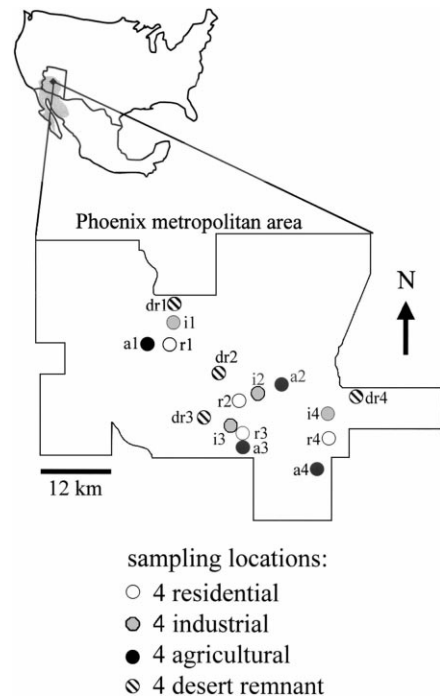 Phoenix metropolitan area
N
dr1
i1
a1 r1
dr2
i2 a2
r2 dr4
dr3 i4
i3 r3 r4
a3
a4
12 km
sampling locations:
4 residential
4 industrial
4 agricultural
4 desert remnant